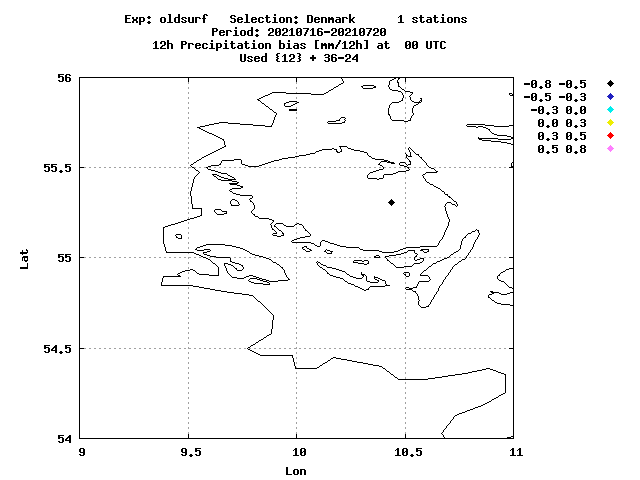 Exp: oldsurf   Selection: Denmark      1 stations
Period: 20210716-20210720
12h Precipitation bias [mm/12h] at  00 UTC
Used {12} + 36-24
56
55.5
55
54.5
54
Lat
9
9.5
10
10.5
11
Lon
-0.8 -0.5
-0.5 -0.3
-0.3 0.0
0.0 0.3
0.3 0.5
0.5 0.8